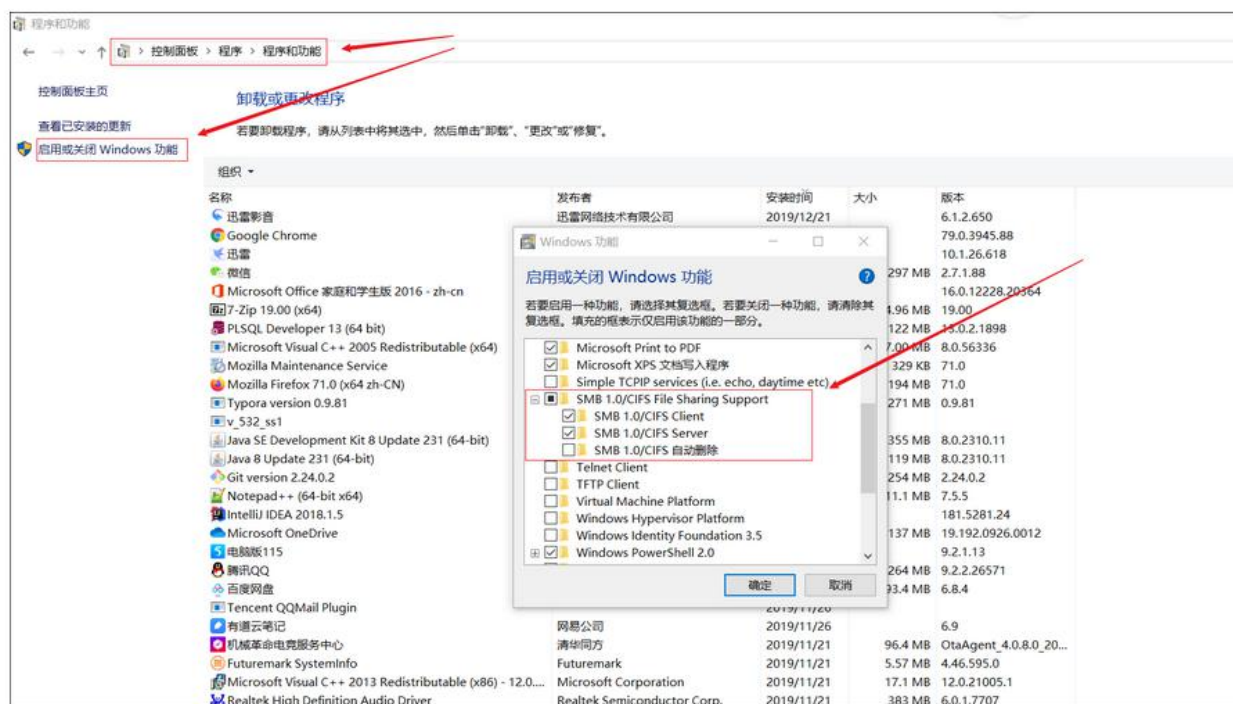 程序和功能
控制面板 > 程序 > 程序和功能
控制面板主页
查看已安装的更新
启用或关闭 Windows 功能
卸载或更改程序
若要卸载程序，请从列表中将其选中，然后单击"卸载"、"更改"或"修复"。
组织
名称 发布者 安装时间 大小 版本
迅雷影音 迅雷网络技术有限公司 2019/12/21 6.1.2.650
Google Chrome 79.0.3945.88
迅雷 10.1.26.618
微信 297 MB 2.7.1.88
Microsoft Office 家庭和学生版 2016 - zh-cn 16.0.12228.20364
7-Zip 19.00 (x64) 4.96 MB 19.00
PLSQL Developer 13 (64 bit) 122 MB 13.0.2.1898
Microsoft Visual C++ 2005 Redistributable (x64) 7.00 MB 8.0.56336
Mozilla Maintenance Service 329 KB 71.0
Mozilla Firefox 71.0 (x64 zh-CN) 194 MB 71.0
Typora version 0.9.81 271 MB 0.9.81
v_532_ss1
Java SE Development Kit 8 Update 231 (64-bit) 355 MB 8.0.2310.11
Java 8 Update 231 (64-bit) 119 MB 8.0.2310.11
Git version 2.24.0.2 254 MB 2.24.0.2
Notepad++ (64-bit x64) 11.1 MB 7.5.5
IntelliJ IDEA 2018.1.5 181.5281.24
Microsoft OneDrive 137 MB 19.192.0926.0012
电脑版115 9.2.1.13
腾讯QQ 264 MB 9.2.2.26571
百度网盘 93.4 MB 6.8.4
Tencent QQMail Plugin 2019/11/26
有道云笔记 网易公司 2019/11/26 6.9
机械革命电竞服务中心 清华同方 2019/11/21 96.4 MB OtaAgent_4.0.8.0_20...
Futuremark SystemInfo Futuremark 2019/11/21 5.57 MB 4.46.595.0
Microsoft Visual C++ 2013 Redistributable (x86) - 12.0.... Microsoft Corporation 2019/11/21 17.1 MB 12.0.21005.1
Realtek High Definition Audio Driver Realtek Semiconductor Corp. 2019/11/21 383 MB 6.0.1.7707
Windows 功能
启用或关闭 Windows 功能
若要启用一种功能，请选择其复选框。若要关闭一种功能，请清除其
复选框。填充的框表示仅启用该功能的一部分。
Microsoft Print to PDF
Microsoft XPS 文档写入程序
Simple TCPIP services (i.e. echo, daytime etc)
SMB 1.0/CIFS File Sharing Support
SMB 1.0/CIFS Client
SMB 1.0/CIFS Server
SMB 1.0/CIFS 自动删除
Telnet Client
TFTP Client
Virtual Machine Platform
Windows Hypervisor Platform
Windows Identity Foundation 3.5
Windows PowerShell 2.0
确定 取消